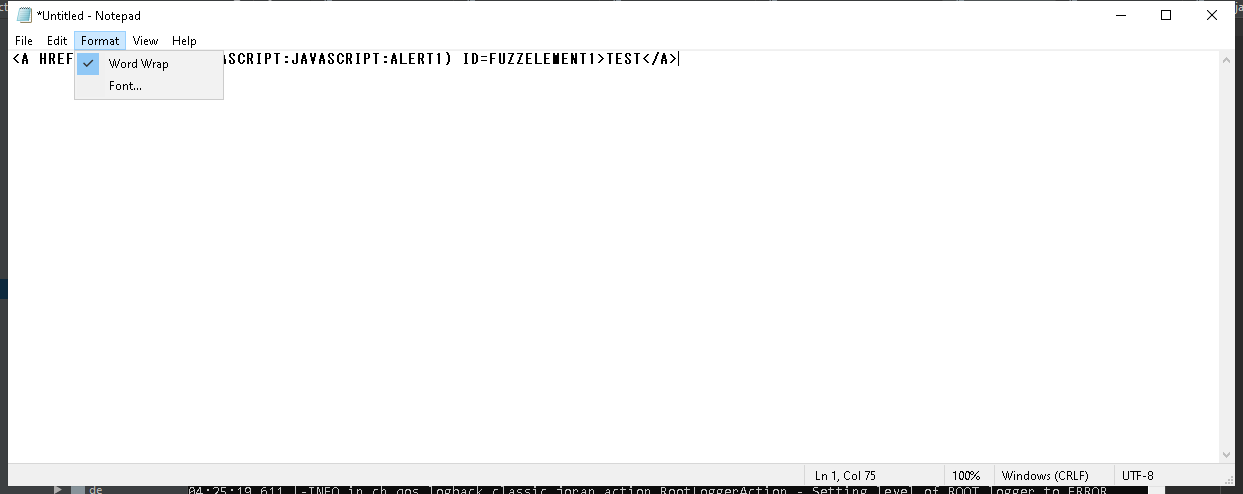 *Untitled - Notepad
File Edit Format View Help
<A HREF ASCRIPT:JAVASCRIPT:ALERT1) ID=FUZZELEMENT1>TEST</A>
Word Wrap
Font...
Ln 1, Col 75 100% Windows (CRLF) UTF-8
de 04:25:19,611 |-INFO in ch.qos.logback.classic.joran.action.RootLoggerAction - Setting level of ROOT logger to ERROR